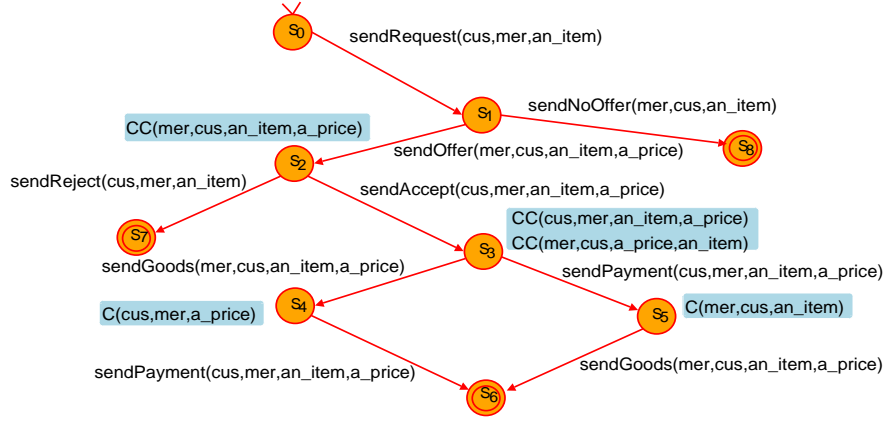 S0
sendRequest(cus,mer,an_item)
sendNoOffer(mer,cus,an_item)
S1
CC(mer,cus,an_item,a_price)
sendOffer(mer,cus,an_item,a_price)
S8
S2
sendReject(cus,mer,an_item)
sendAccept(cus,mer,an_item,a_price)
CC(cus,mer,an_item,a_price)
CC(mer,cus,a_price,an_item)
S7
S3
sendGoods(mer,cus,an_item,a_price)
sendPayment(cus,mer,an_item,a_price)
C(cus,mer,a_price)
S4
S5
C(mer,cus,an_item)
sendPayment(cus,mer,an_item,a_price)
sendGoods(mer,cus,an_item,a_price)
S6